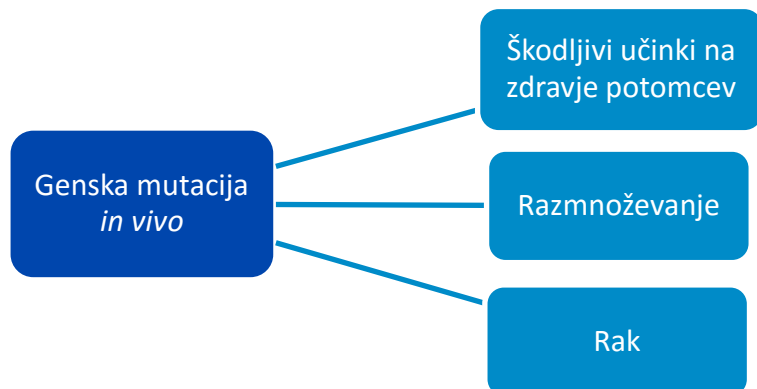 Škodljivi učinki na
zdravje potomcev
Genska mutacija
in vivo
Razmnoževanje
Rak